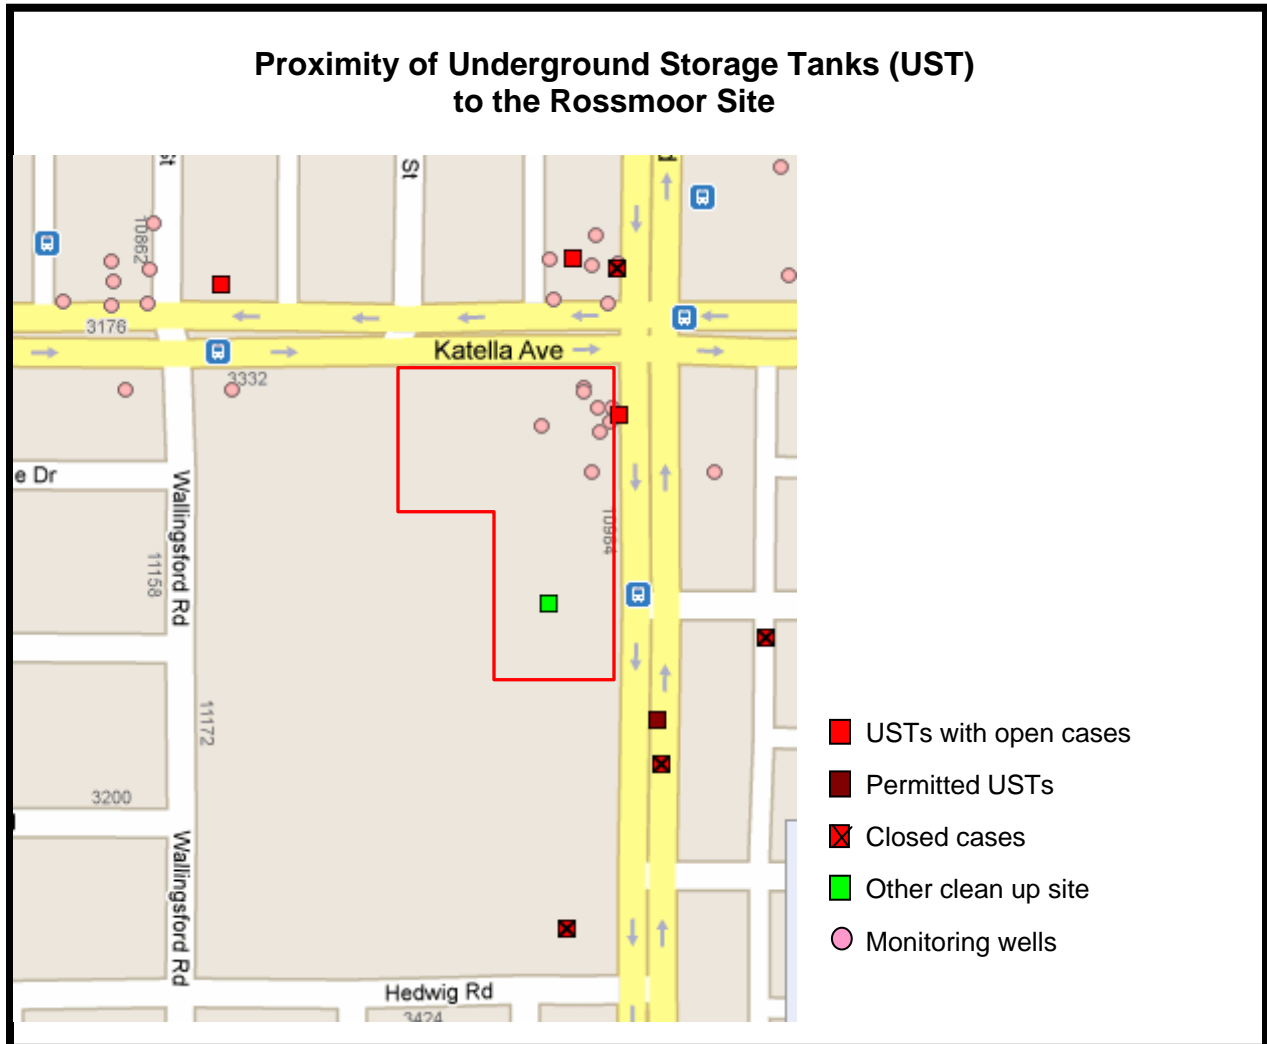 Proximity of Underground Storage Tanks (UST)
to the Rossmoor Site
St
St
10862
3176
Katella Ave
3332
e Dr
Wallingsford Rd
11158
10984
11172
3200
Wallingsford Rd
Hedwig Rd
3424
USTs with open cases
Permitted USTs
Closed cases
Other clean up site
Monitoring wells